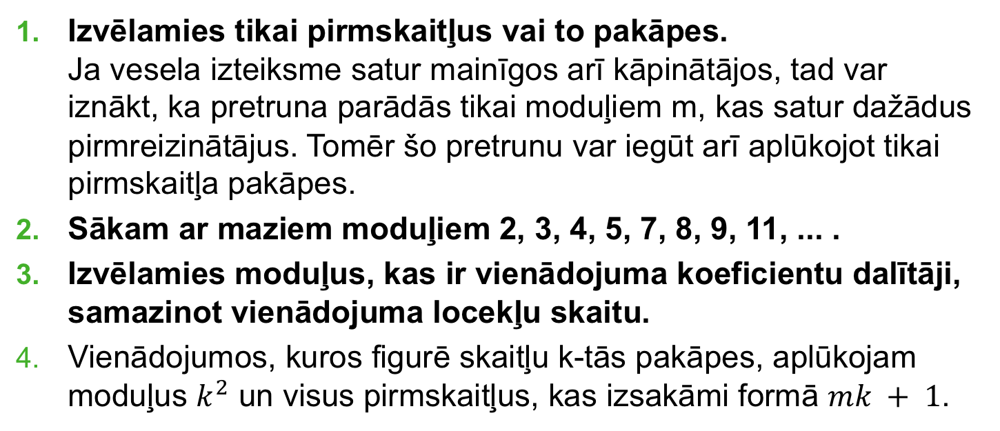 1. Izvēlamies tikai pirmskaitļus vai to pakāpes.
Ja vesela izteiksme satur mainīgos arī kāpinātājos, tad var
iznākt, ka pretruna parādās tikai moduļiem m, kas satur dažādus
pirmreizinātājus. Tomēr šo pretrunu var iegūt arī aplūkojot tikai
pirmskaitļa pakāpes.
2. Sākam ar maziem moduļiem 2, 3, 4, 5, 7, 8, 9, 11, ... .
3. Izvēlamies moduļus, kas ir vienādojuma koeficientu dalītāji,
samazinot vienādojuma locekļu skaitu.
4. Vienādojumos, kuros figurē skaitļu k-tās pakāpes, aplūkojam
moduļus k² un visus pirmskaitļus, kas izsakāmi formā mk + 1.